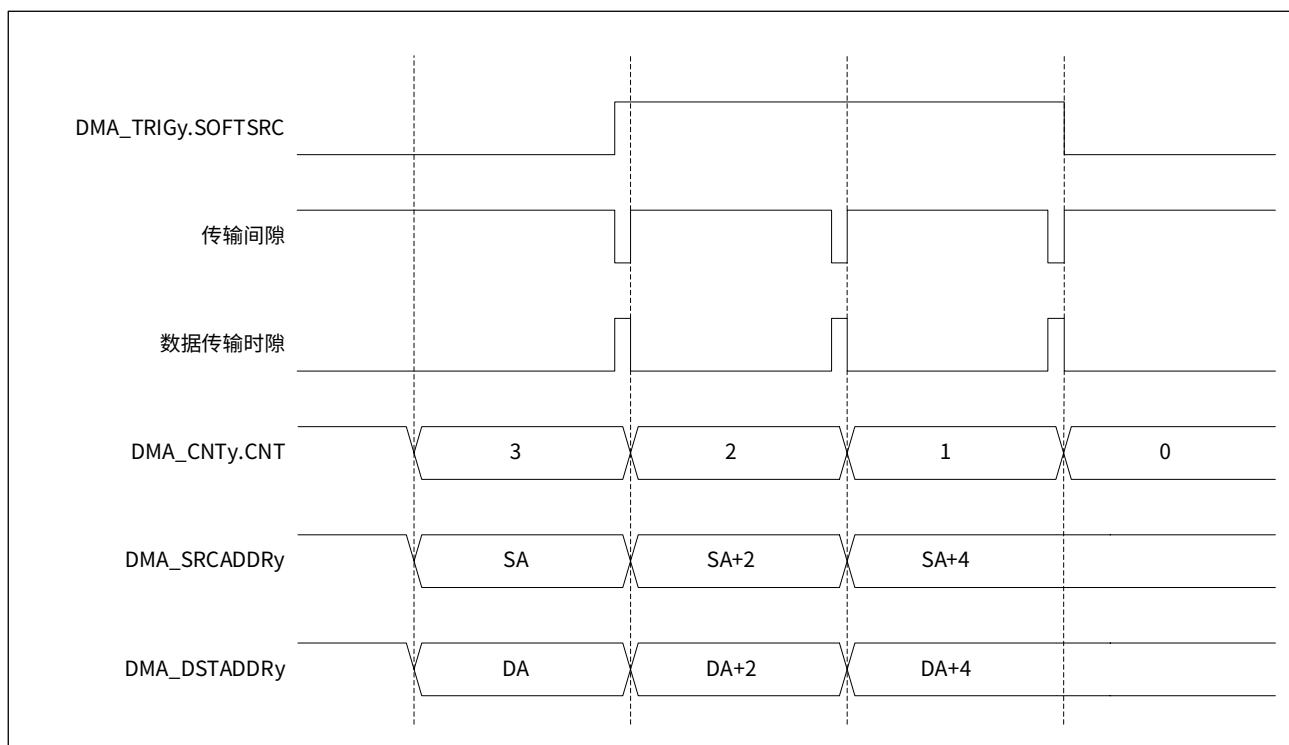 DMA_TRIGy.SOFTSRC
传输间隙
数据传输时隙
DMA_CNTy.CNT 3 2 1 0
DMA_SRCADDRy SA SA+2 SA+4
DMA_DSTADDRy DA DA+2 DA+4